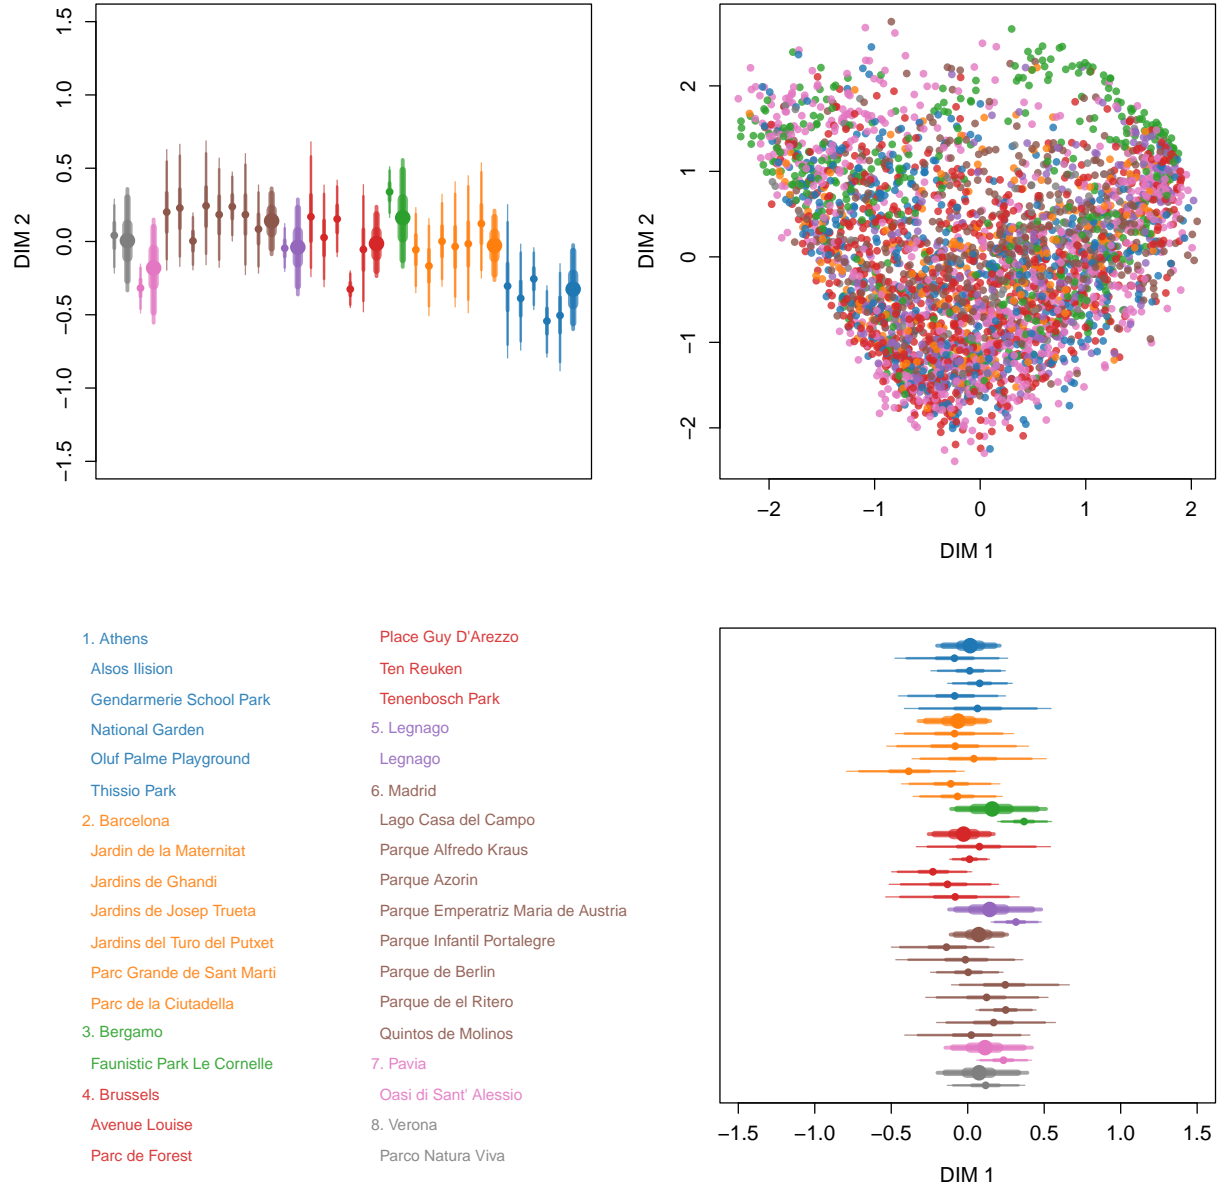 1.5
1.0
0.5
0.0
−0.5
−1.0
−1.5
DIM 2
2
1
0
−1
−2
DIM 2
−2
−1
0
1
2
DIM 1
1. Athens
Alsos Ilision
Gendarmerie School Park
National Garden
Oluf Palme Playground
Thissio Park
2. Barcelona
Jardin de la Maternitat
Jardins de Ghandi
Jardins de Josep Trueta
Jardins del Turo del Putxet
Parc Grande de Sant Marti
Parc de la Ciutadella
3. Bergamo
Faunistic Park Le Cornelle
4. Brussels
Avenue Louise
Parc de Forest
Place Guy D'Arezzo
Ten Reuken
Tenenbosch Park
5. Legnago
Legnago
6. Madrid
Lago Casa del Campo
Parque Alfredo Kraus
Parque Azorin
Parque Emperatriz Maria de Austria
Parque Infantil Portalegre
Parque de Berlin
Parque de el Ritero
Quintos de Molinos
7. Pavia
Oasi di Sant' Alessio
8. Verona
Parco Natura Viva
−1.5
−1.0
−0.5
0.0
0.5
1.0
1.5
DIM 1